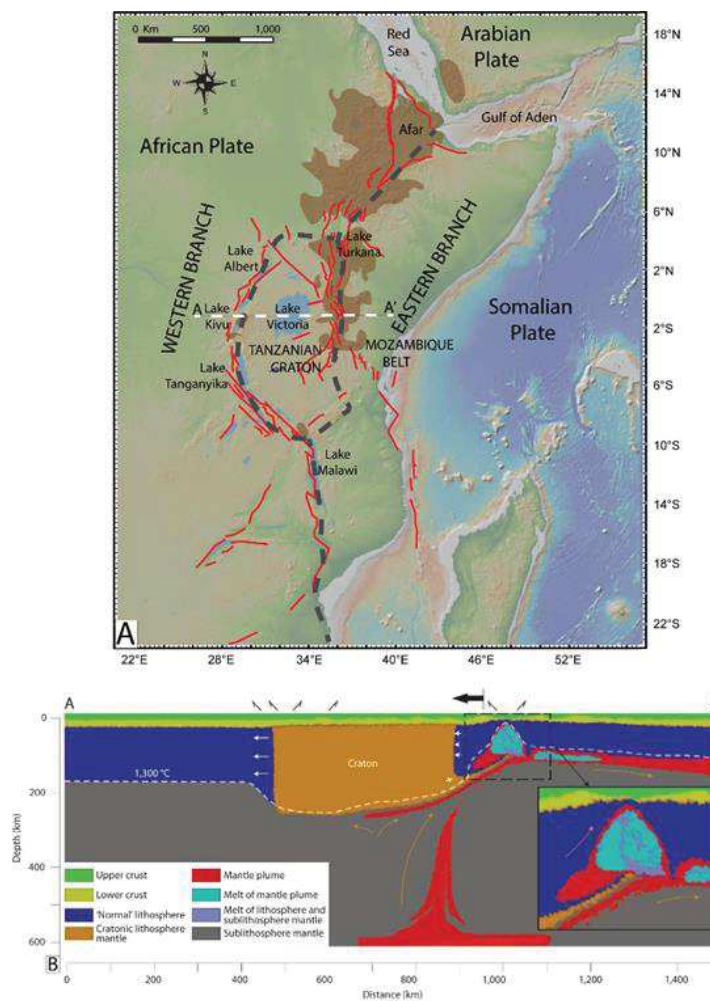 0 Km 500 1,000
N
W E
S
Red
Sea
Arabian
Plate
Gulf of Aden
Afar
African Plate
WESTERN BRANCH
EASTERN BRANCH
Lake
Albert
Lake
Turkana
A
A'
Lake
Kivu
Lake
Victoria
TANZANIAN
CRATON
MOZAMBIQUE
BELT
Somalian
Plate
Lake
Tanganyika
Lake
Malawi
18°N
14°N
10°N
6°N
2°N
2°S
6°S
10°S
14°S
18°S
22°S
A
22°E 28°E 34°E 40°E 46°E 52°E
A
0
200
400
600
Depth (km)
1,300 °C
Craton
Upper crust
Lower crust
'Normal' lithosphere
Cratonic lithosphere
mantle
Mantle plume
Melt of mantle plume
Melt of lithosphere and
sublithosphere mantle
Sublithosphere mantle
B
0 200 400 600 800 1,000 1,200 1,400
Distance (km)